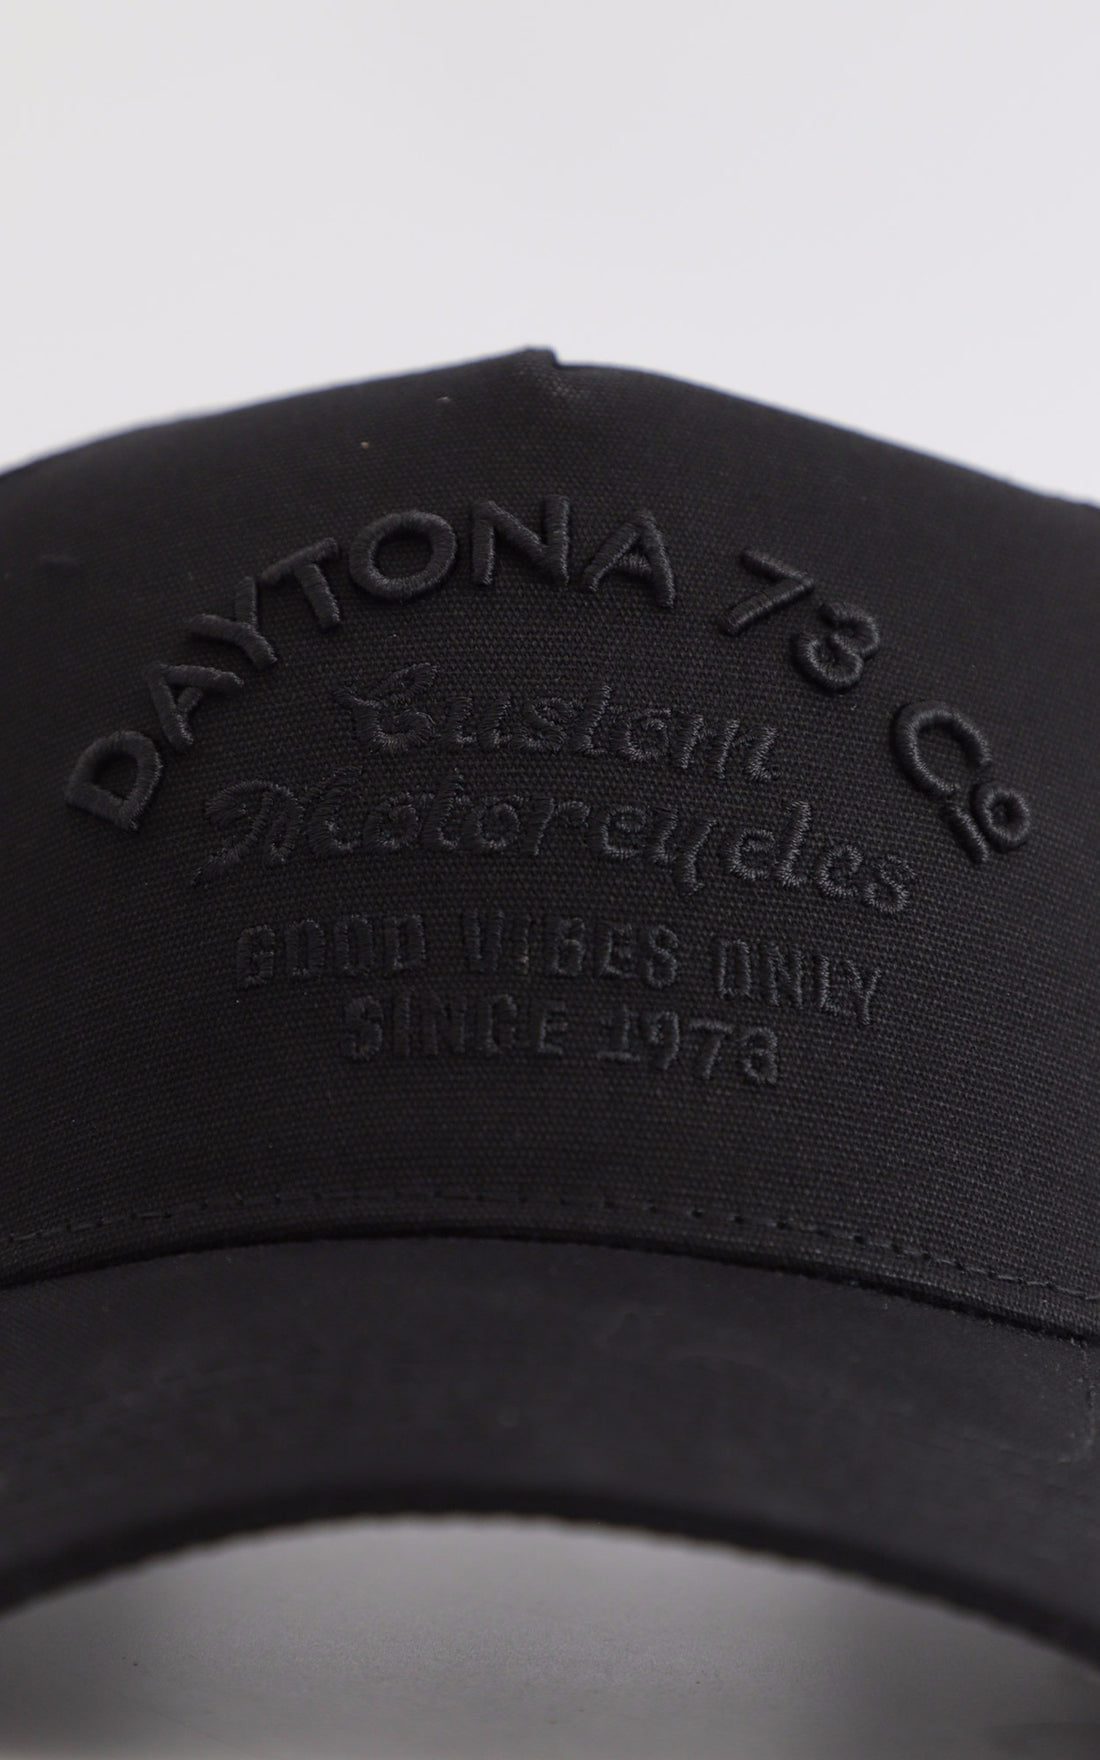 DAYTONA 73 Co
Custom
Motorcycles
GOOD VIBES ONLY
SINCE 1973